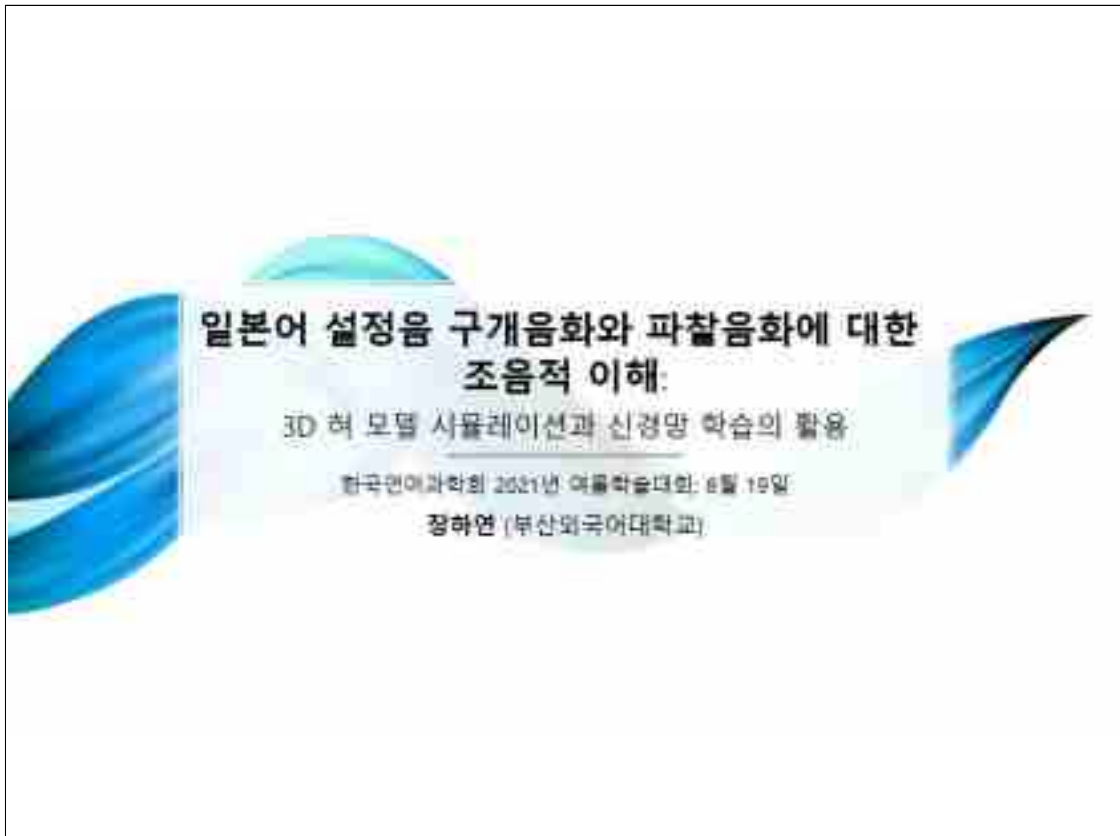 일본어 설정음 구개음화와 파찰음화에 대한
조음적 이해:
3D 혀 모델 시뮬레이션과 신경망 학습의 활용
한국언어과학회 2021년 여름학술대회: 8월 19일
장하연 (부산외국어대학교)